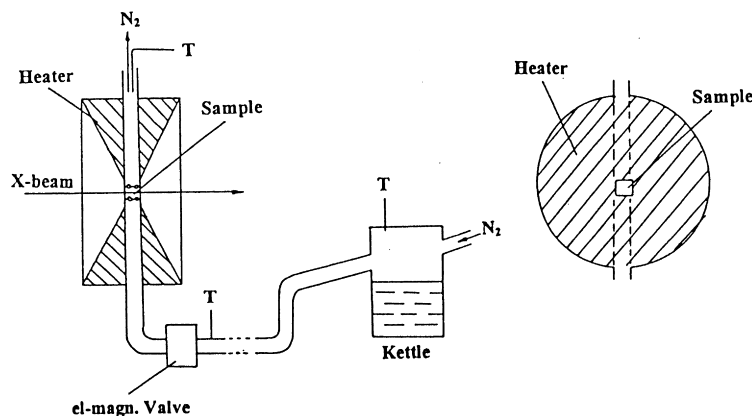 N₂
T
Heater
Sample
X-beam
T
N₂
T
Kettle
el-magn. Valve
Heater
Sample